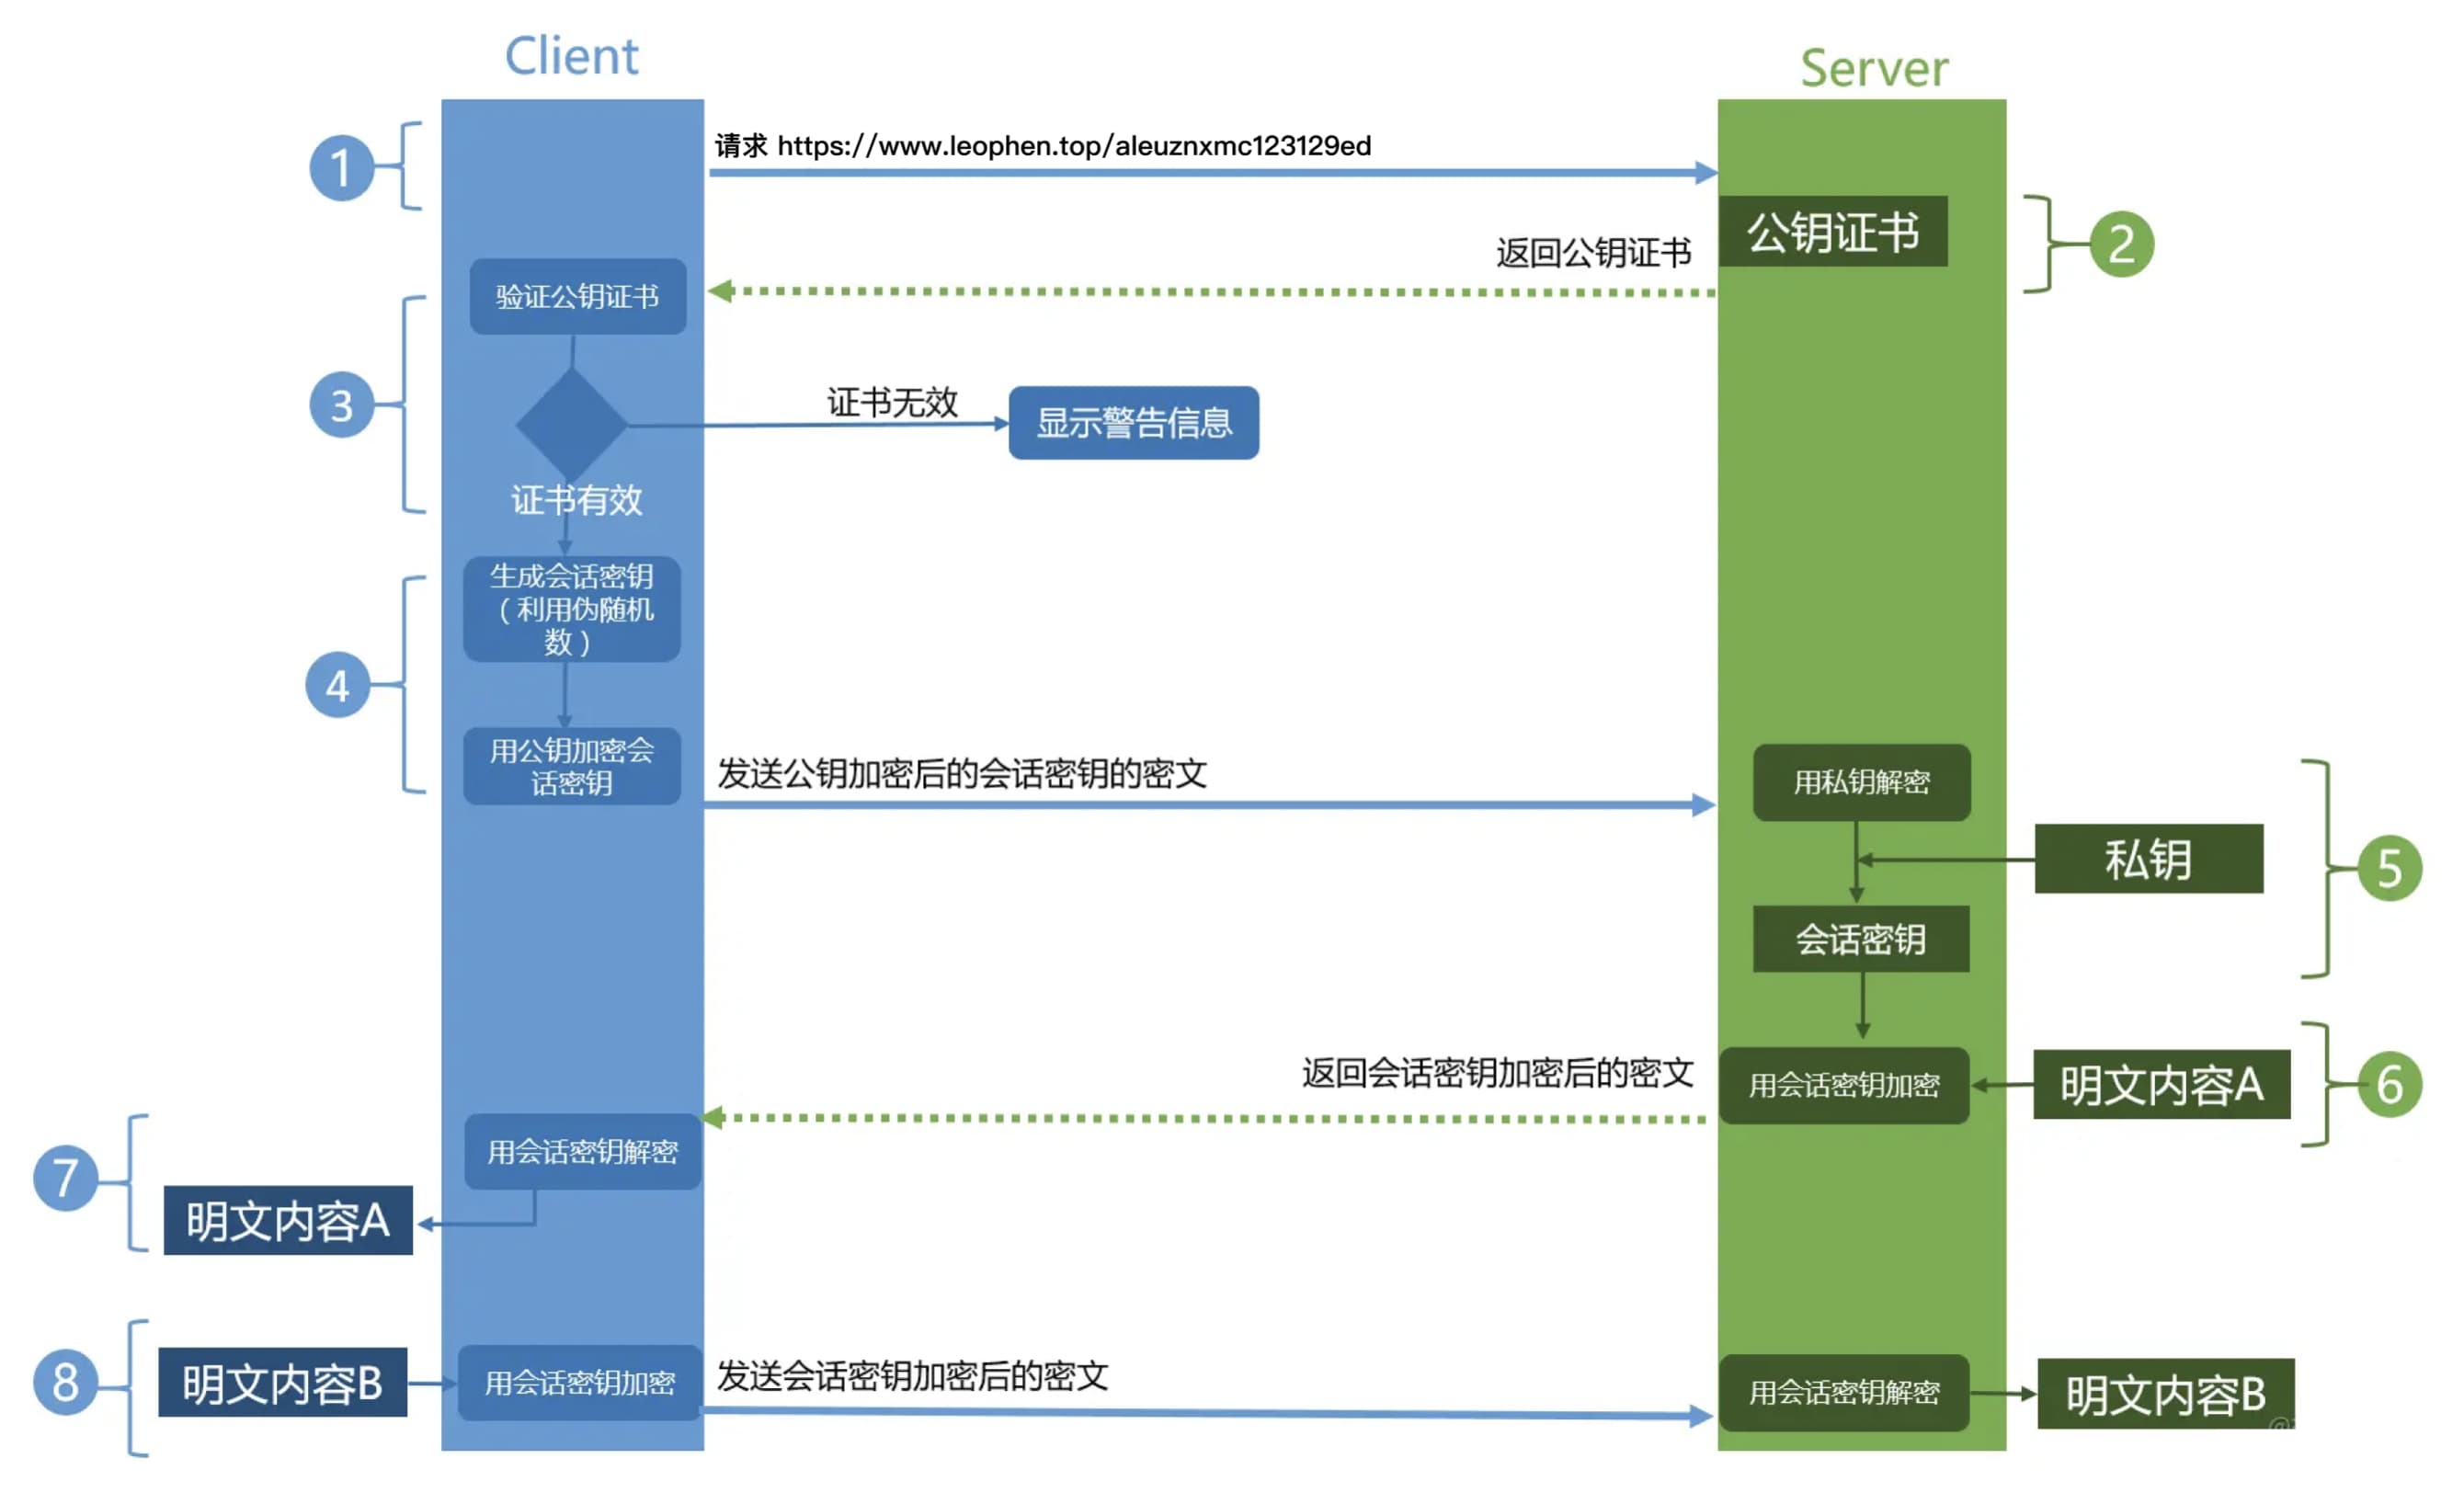 Client
Server
1
请求 https://www.leophen.top/aleuznxmc123129ed
公钥证书
2
返回公钥证书
验证公钥证书
3
证书无效
显示警告信息
证书有效
4
生成会话密钥
（利用伪随机
数）
用公钥加密会
话密钥
发送公钥加密后的会话密钥的密文
用私钥解密
私钥
5
会话密钥
返回会话密钥加密后的密文
用会话密钥加密
明文内容A
6
7
用会话密钥解密
明文内容A
8
明文内容B
用会话密钥加密
发送会话密钥加密后的密文
用会话密钥解密
明文内容B